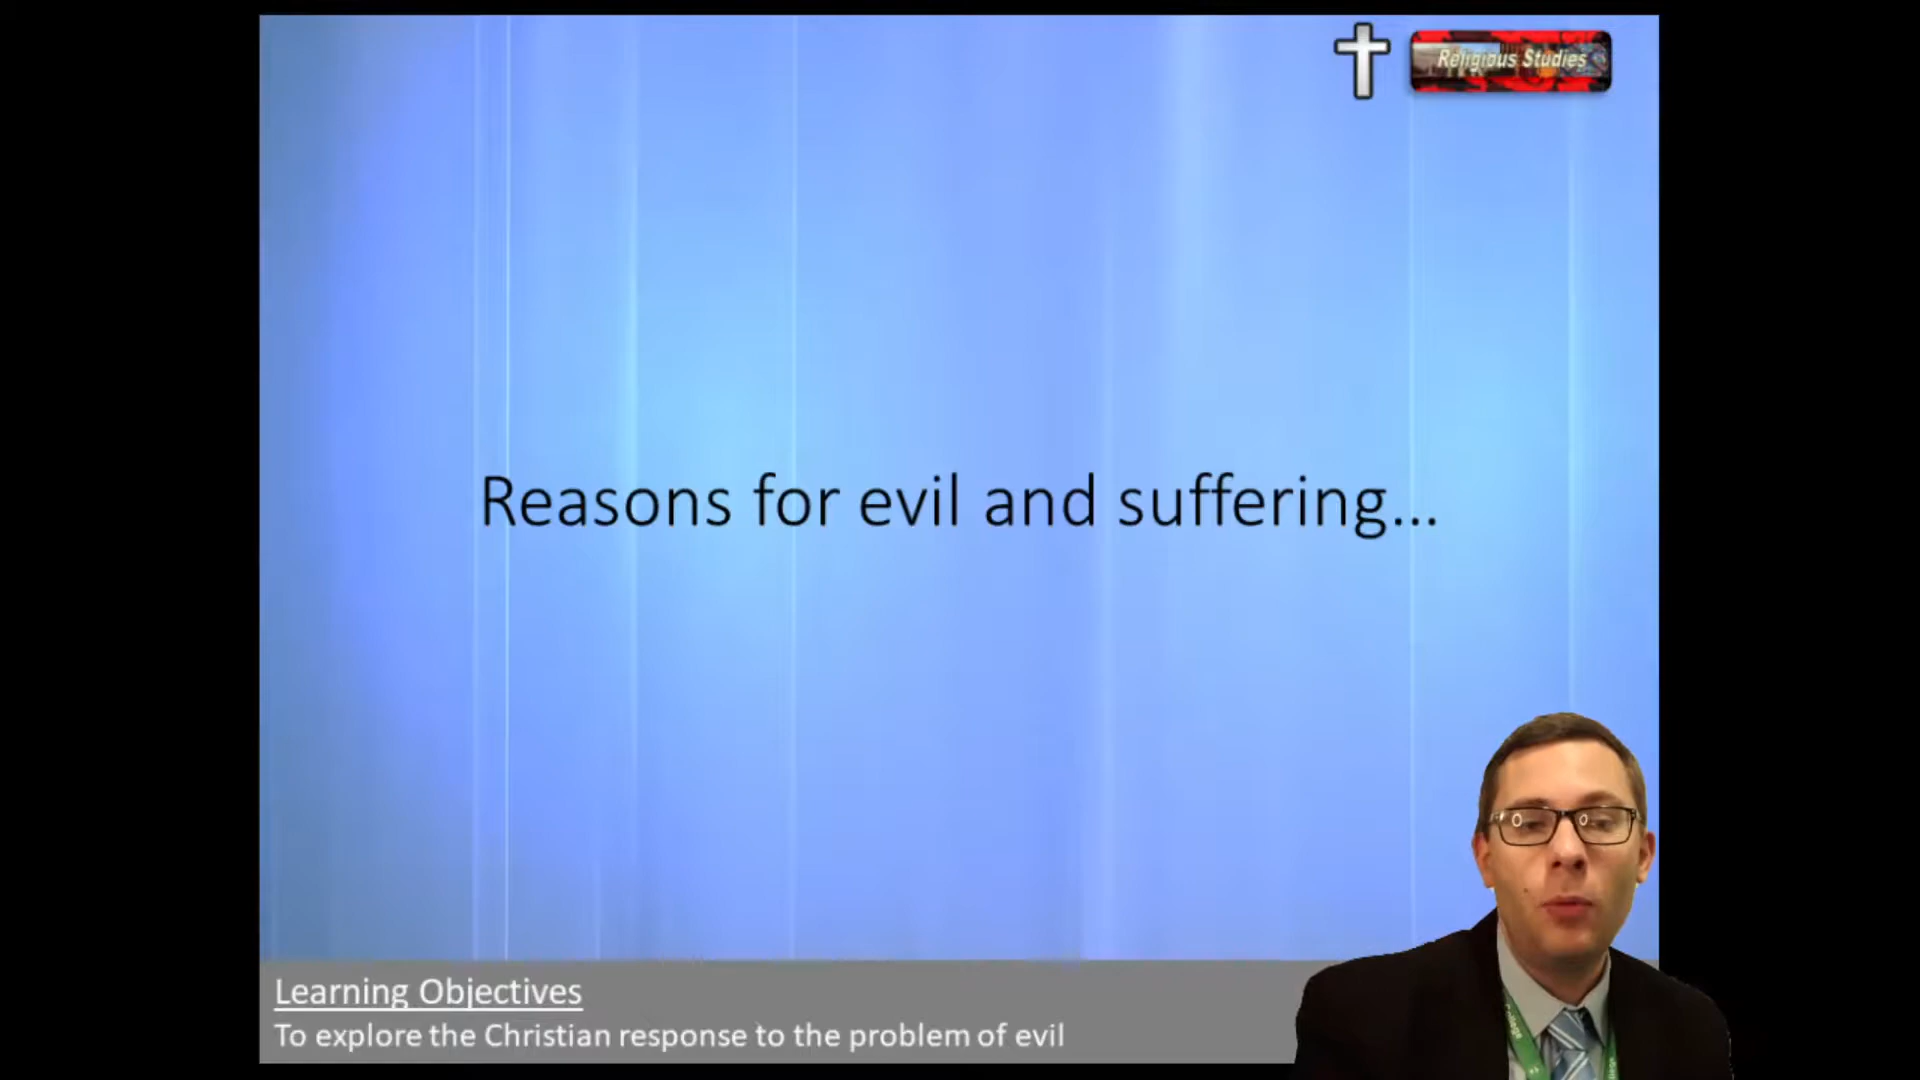 Religious Studies
Reasons for evil and suffering...
Learning Objectives
To explore the Christian response to the problem of evil